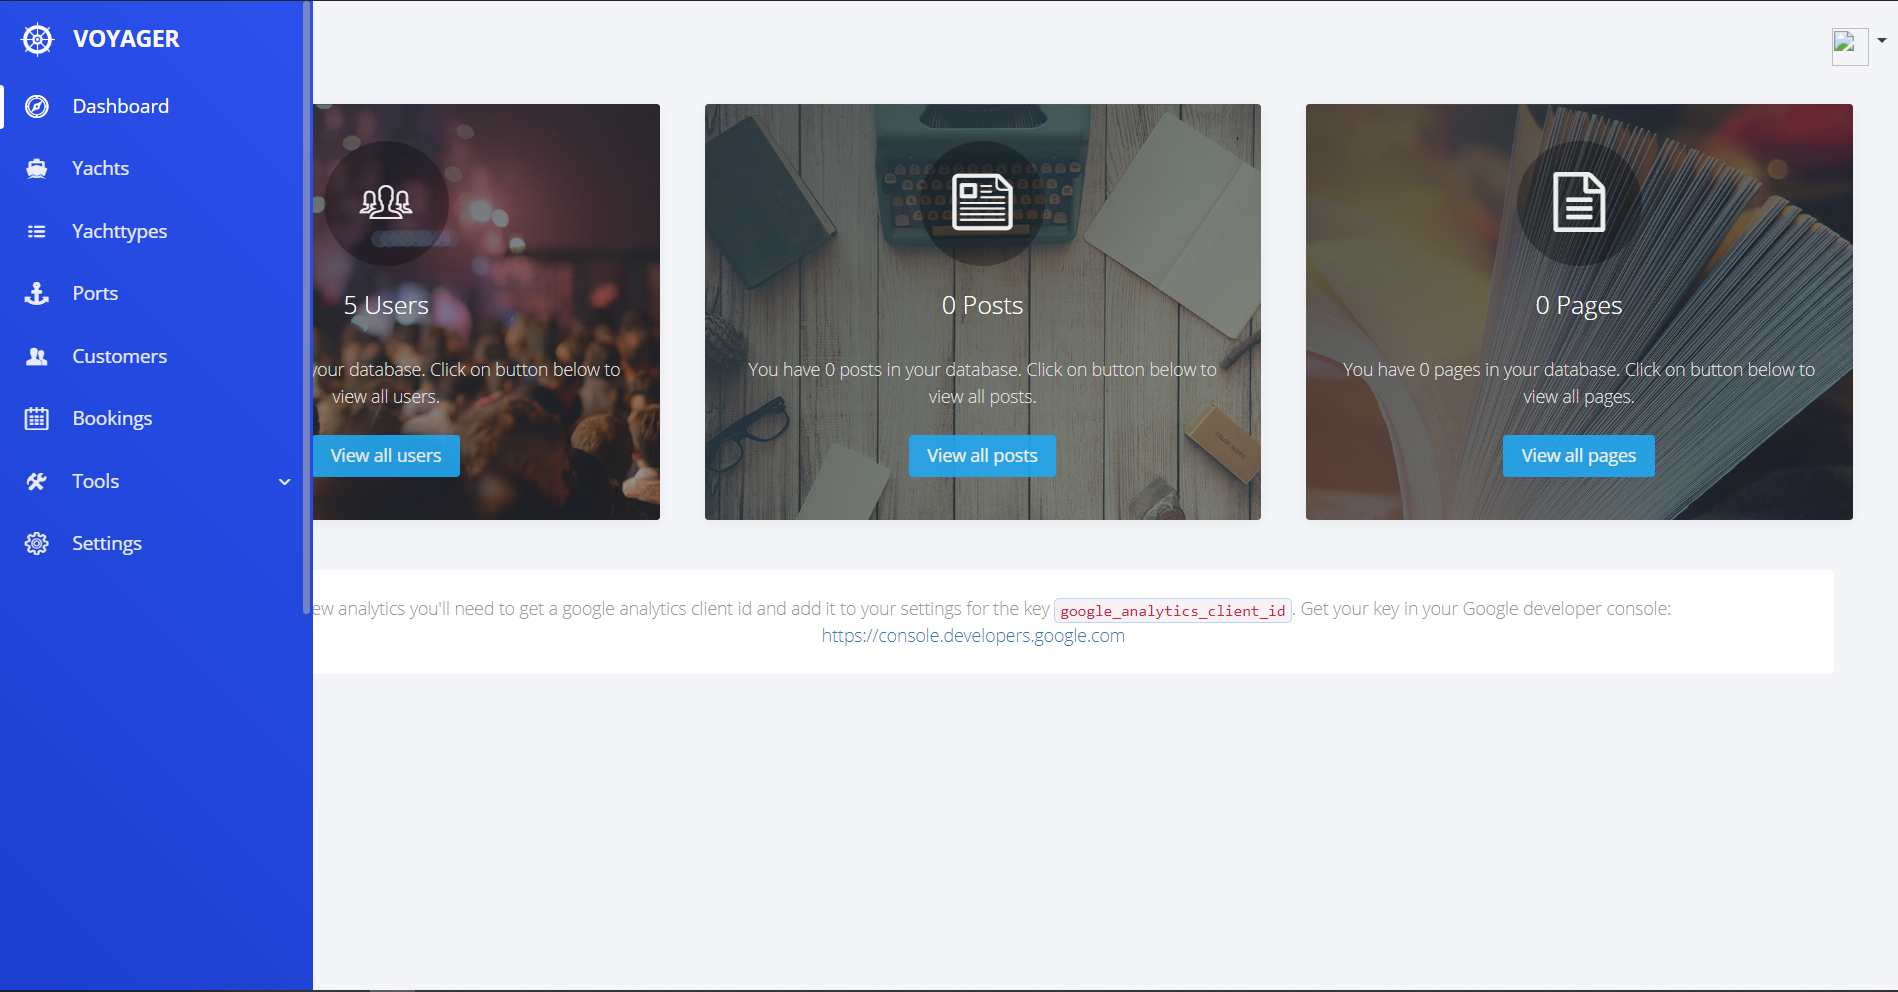 VOYAGER
Dashboard
Yachts
Yachttypes
Ports
Customers
Bookings
Tools
Settings
5 Users
your database. Click on button below to
view all users.
View all users
0 Posts
You have 0 posts in your database. Click on button below to
view all posts.
View all posts
0 Pages
You have 0 pages in your database. Click on button below to
view all pages.
View all pages
ew analytics you'll need to get a google analytics client id and add it to your settings for the key google_analytics_client_id. Get your key in your Google developer console:
https://console.developers.google.com